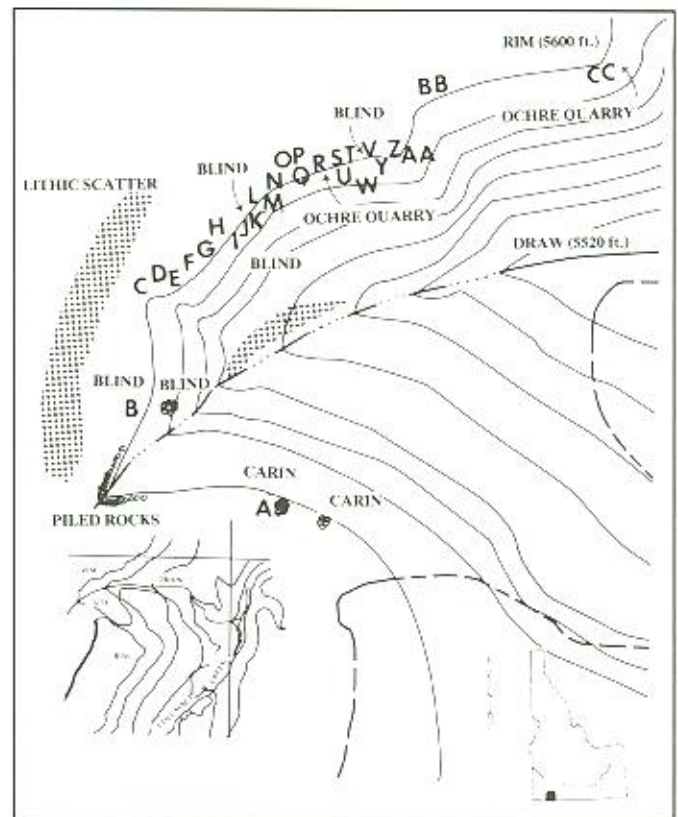 RIM (5600 ft.)
BB
CC
OCHRE QUARRY
BLIND
OP
R
S
T
V
Z
AA
BLIND
LITHIC SCATTER
L
N
Q
U
Y
W
M
H
OCHRE QUARRY
I
J
K
G
F
BLIND
DRAW (5520 ft.)
C
D
E
BLIND
BLIND
B
CARIN
A
CARIN
PILED ROCKS
DRAW